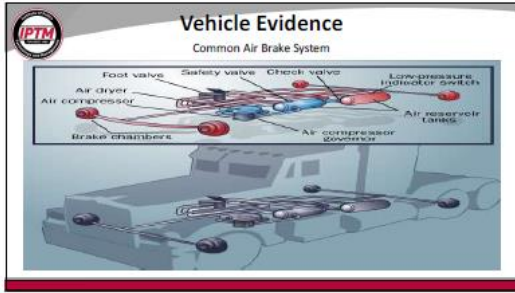 IPTM
Vehicle Evidence
Common Air Brake System
Foot valve
Safety valve
Check valve
Low-pressure
indicator switch
Air dryer
Air compressor
Air reservoir
tanks
Brake chambers
Air compressor
governor